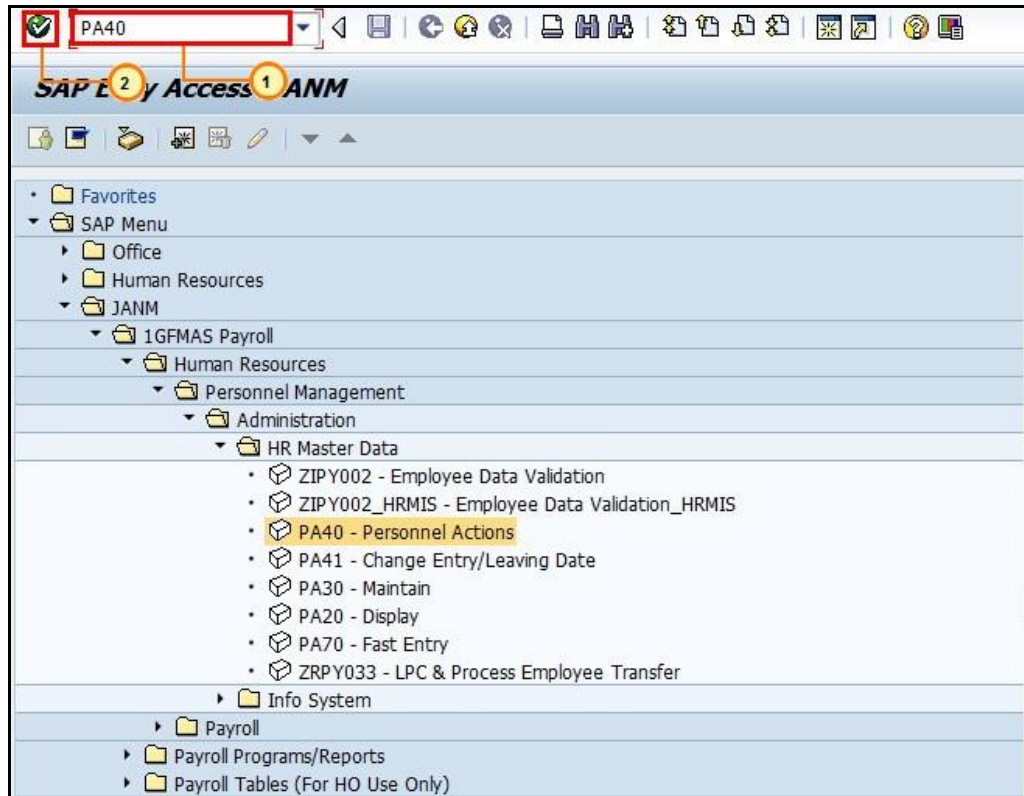 PA40
2
1
SAP E y Access ANM
Favorites
SAP Menu
Office
Human Resources
JANM
1GFMAS Payroll
Human Resources
Personnel Management
Administration
HR Master Data
ZIPY002 - Employee Data Validation
ZIPY002_HRMIS - Employee Data Validation_HRMIS
PA40 - Personnel Actions
PA41 - Change Entry/Leaving Date
PA30 - Maintain
PA20 - Display
PA70 - Fast Entry
ZRPY033 - LPC & Process Employee Transfer
Info System
Payroll
Payroll Programs/Reports
Payroll Tables (For HO Use Only)